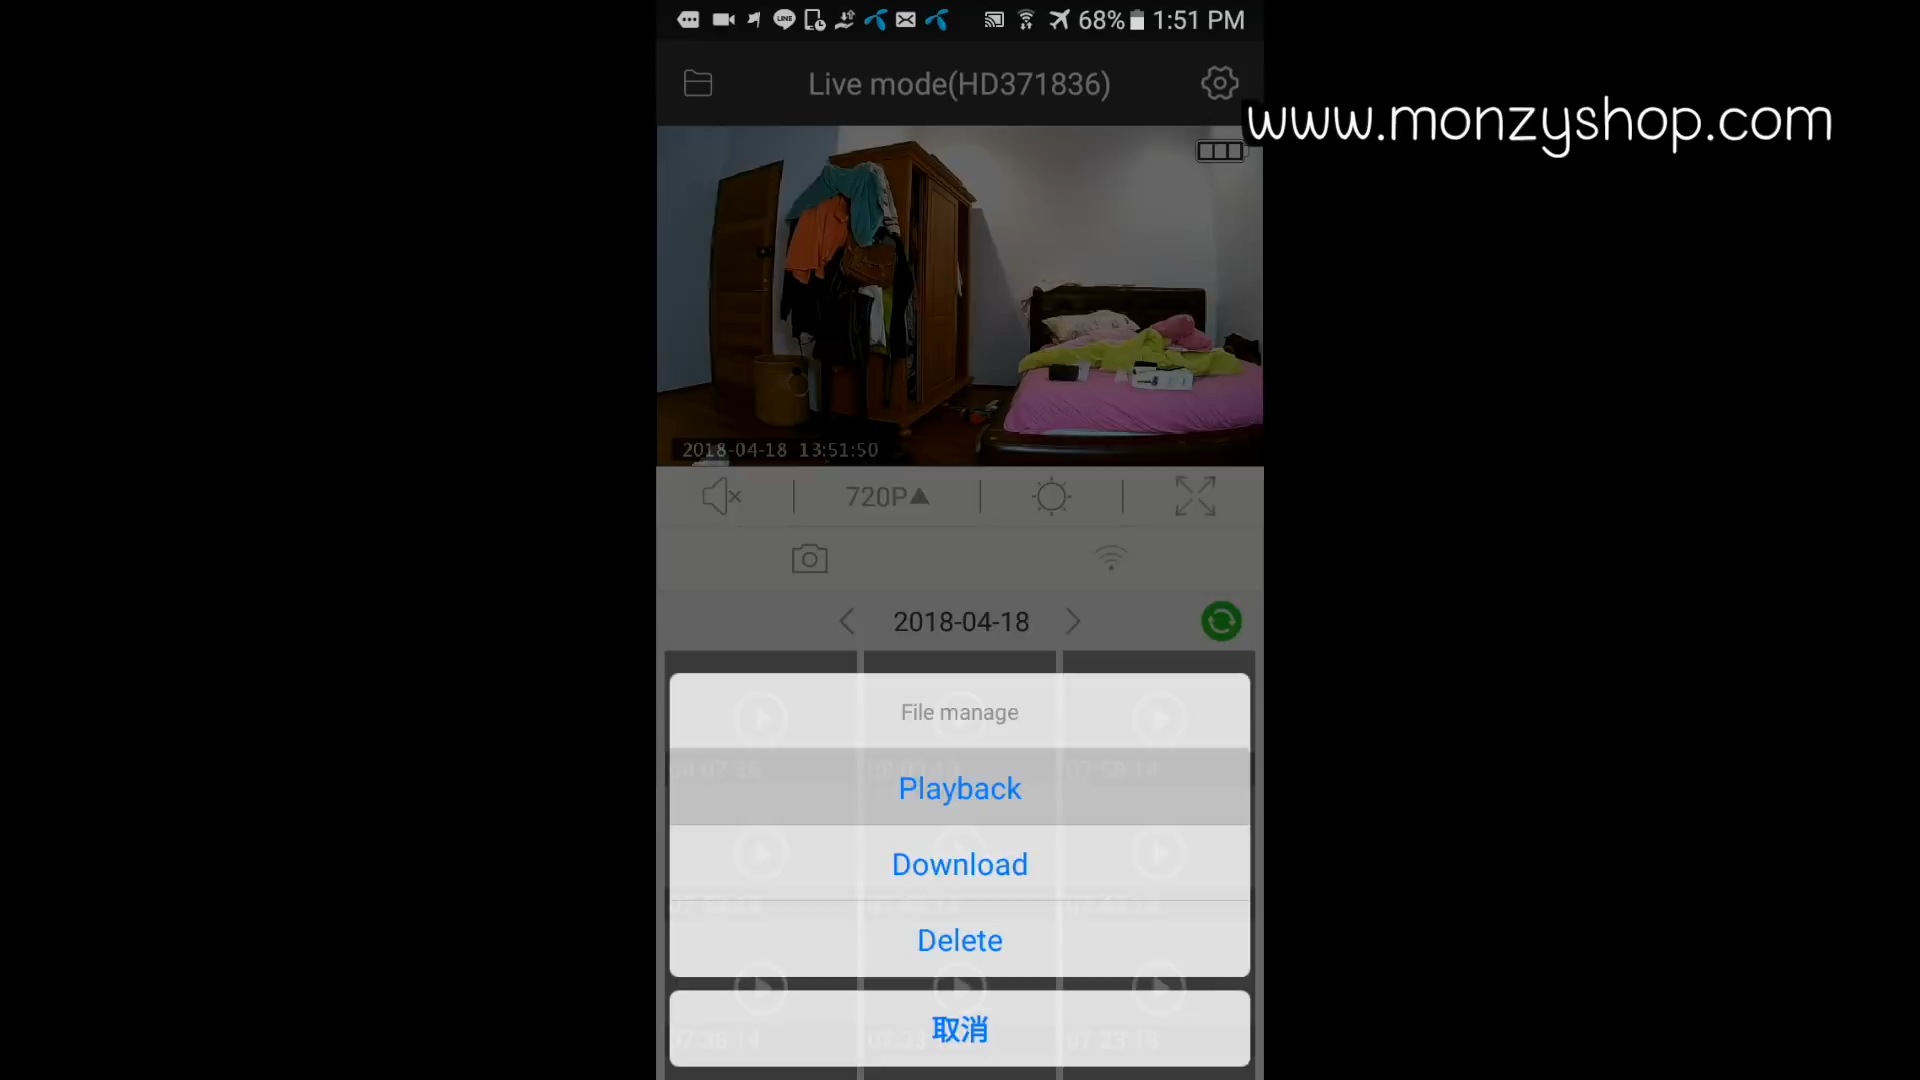 68% 1:51 PM
Live mode(HD371836)
www.monzyshop.com
2018-04-18 13:51:50
720P▲
2018-04-18
File manage
Playback
Download
Delete
取消